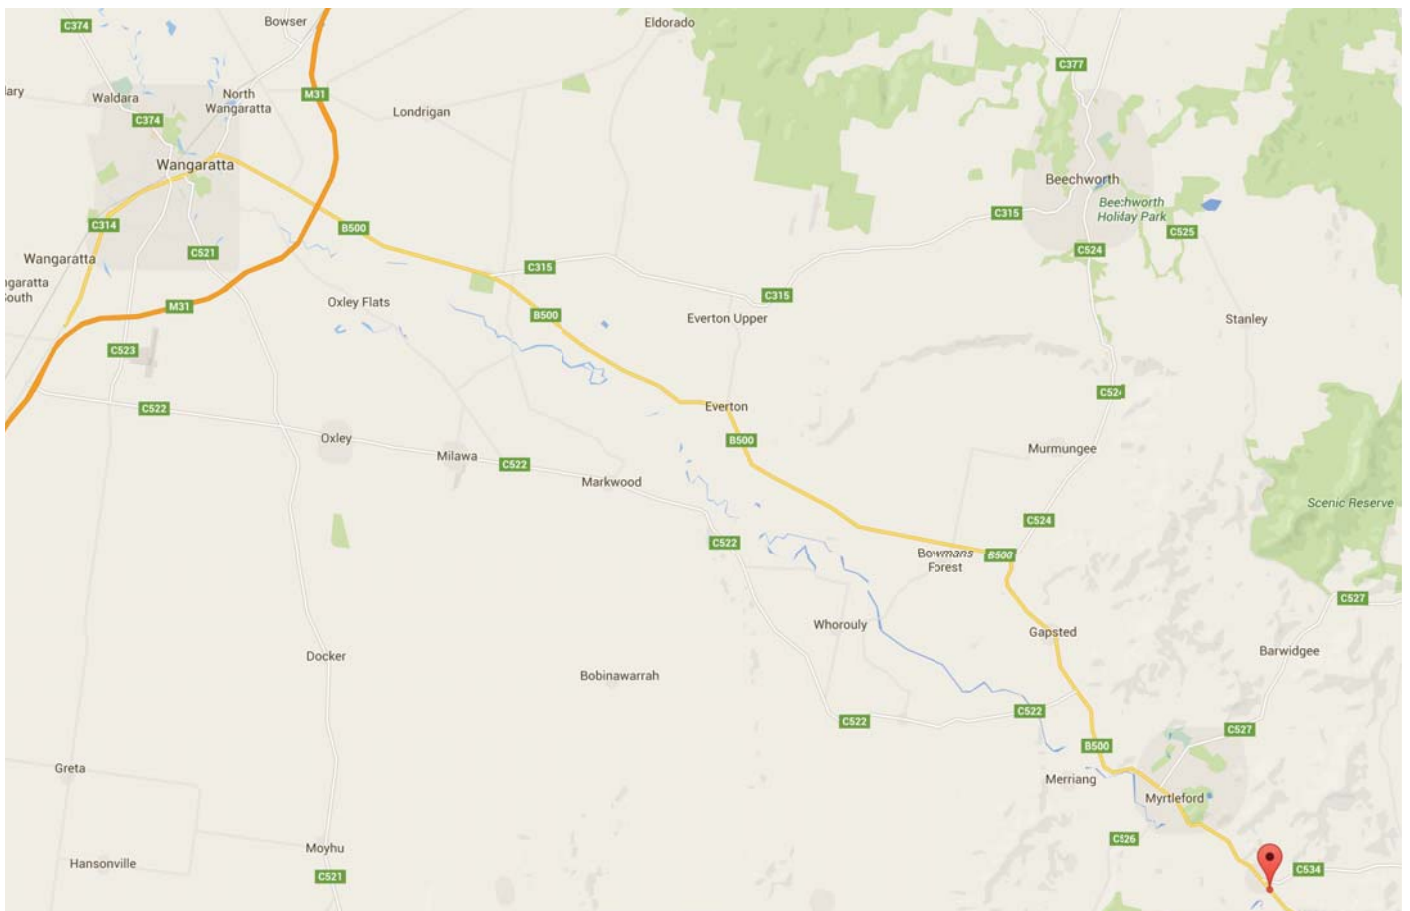 C374
Bowser
Eldorado
C377
lary
Waldara
North
Wangaratta
M31
Londrigan
C374
Wangaratta
Beechworth
Beechworth
Holiday Park
C315
C314
B500
C525
C521
C524
Wangaratta
ngaratta
South
C315
C315
Oxley Flats
M31
B500
Everton Upper
Stanley
C523
C524
C522
Everton
Oxley
B500
Murmungee
Milawa
C522
Markwood
Scenic Reserve
C524
C522
Bowmans
Forest
B500
C527
Whorouly
Gapsted
Docker
Barwidgee
Bobinawarrah
C522
C522
C527
B500
Greta
Merriang
Myrtleford
C526
Moyhu
Hansonville
C521
C534